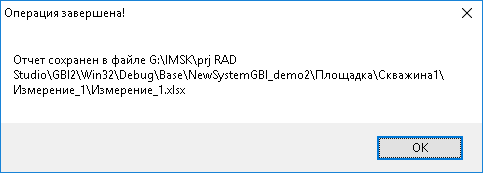 Операция завершена!
Отчет сохранен в файле G:\IMSK\prj RAD
Studio\GBI2\Win32\Debug\Base\NewSystemGBI_demo2\Площадка\Скважина1\
Измерение_1\Измерение_1.xlsx
OK